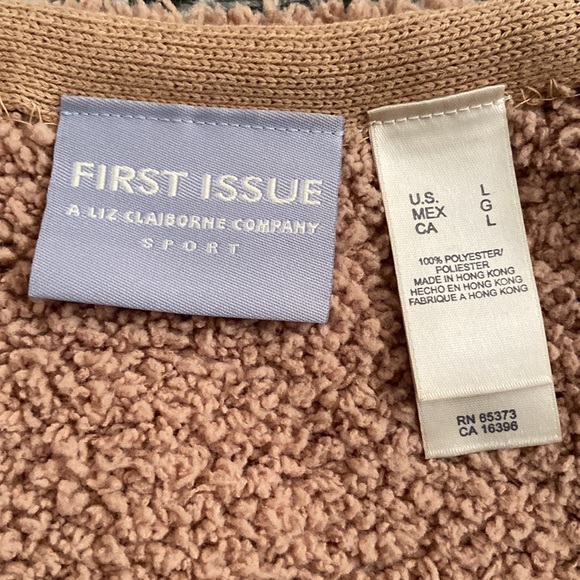 FIRST ISSUE
A LIZ CLAIBORNE COMPANY
SPORT
U.S. L
MEX G
CA L
100% POLYESTER/
POLIESTER
MADE IN HONG KONG
HECHO EN HONG KONG
FABRIQUE A HONG KONG
RN 65373
CA 16396